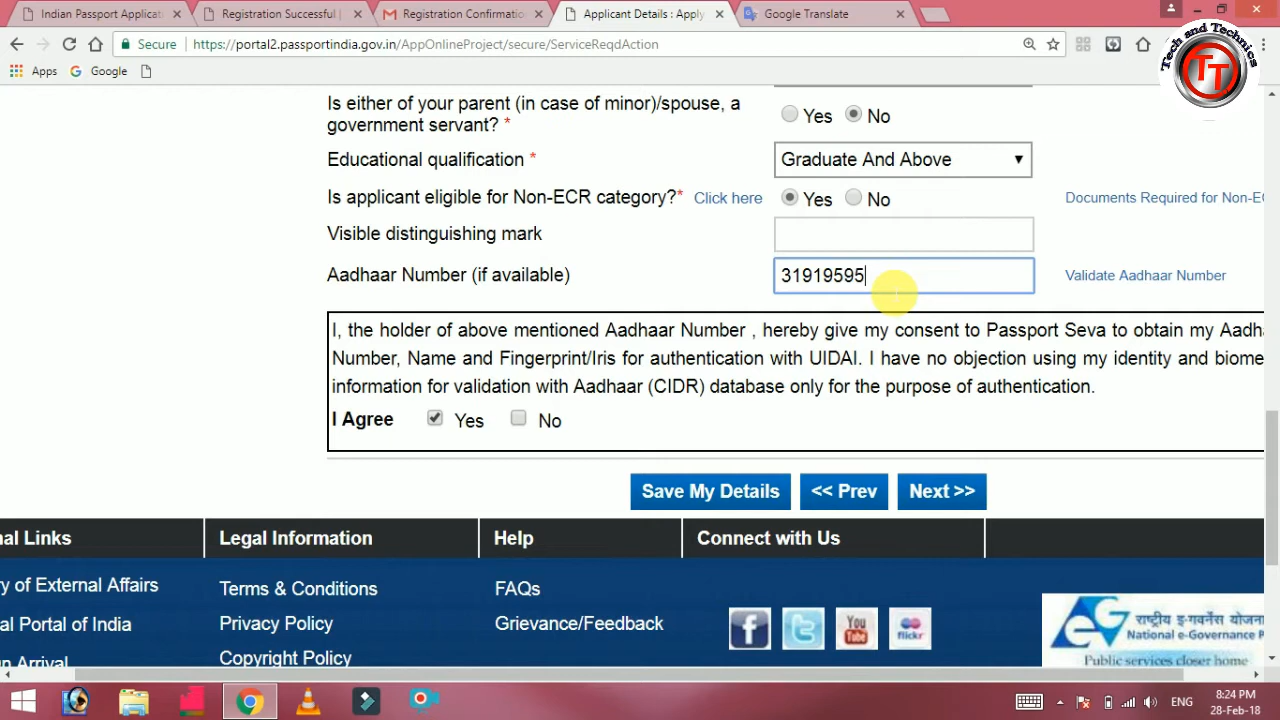 Indian Passport Applicat
Registration Successful |
Registration Confirmatio
Applicant Details : Apply
Google Translate
Secure
https://portal2.passportindia.gov.in/AppOnlineProject/secure/ServiceReqdAction
Apps
Google
Tech and Technics
TT
Is either of your parent (in case of minor)/spouse, a
government servant? *
Yes No
Educational qualification *
Graduate And Above
Is applicant eligible for Non-ECR category?* Click here
Yes No
Documents Required for Non-E
Visible distinguishing mark
Aadhaar Number (if available)
31919595
Validate Aadhaar Number
I, the holder of above mentioned Aadhaar Number , hereby give my consent to Passport Seva to obtain my Aadh
Number, Name and Fingerprint/Iris for authentication with UIDAI. I have no objection using my identity and biome
information for validation with Aadhaar (CIDR) database only for the purpose of authentication.
I Agree Yes No
Save My Details << Prev Next >>
nal Links
Legal Information
Help
Connect with Us
y of External Affairs
Terms & Conditions
FAQs
al Portal of India
Privacy Policy
Grievance/Feedback
n Arrival
Copyright Policy
You
Tube
flickr
राष्ट्रीय इ-गवर्नेंस योजन
National e-Governance P
Public services closer home
ENG
8:24 PM
28-Feb-18